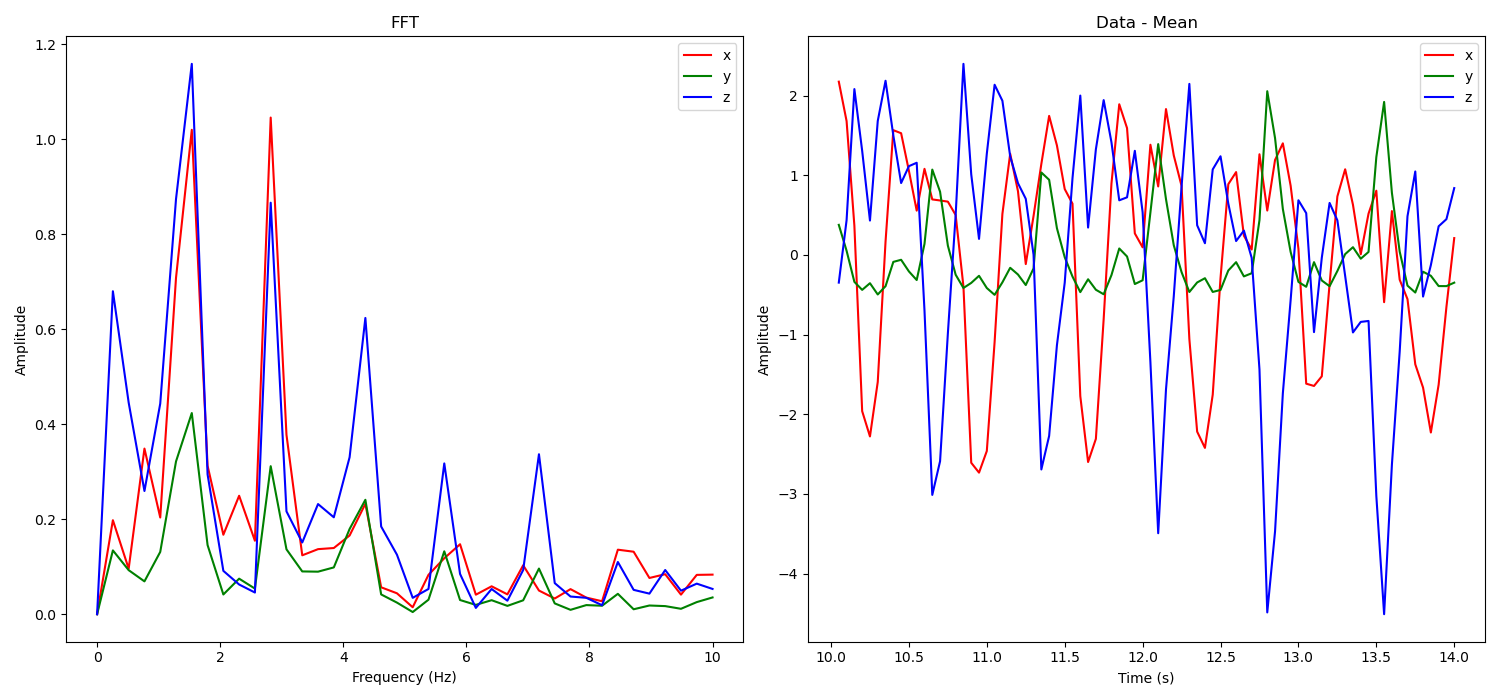 FFT
Amplitude
1.2
1.0
0.8
0.6
0.4
0.2
0.0
x
y
z
0
2
4
6
8
10
Frequency (Hz)
Data - Mean
Amplitude
2
1
0
−1
−2
−3
−4
x
y
z
10.0
10.5
11.0
11.5
12.0
12.5
13.0
13.5
14.0
Time (s)